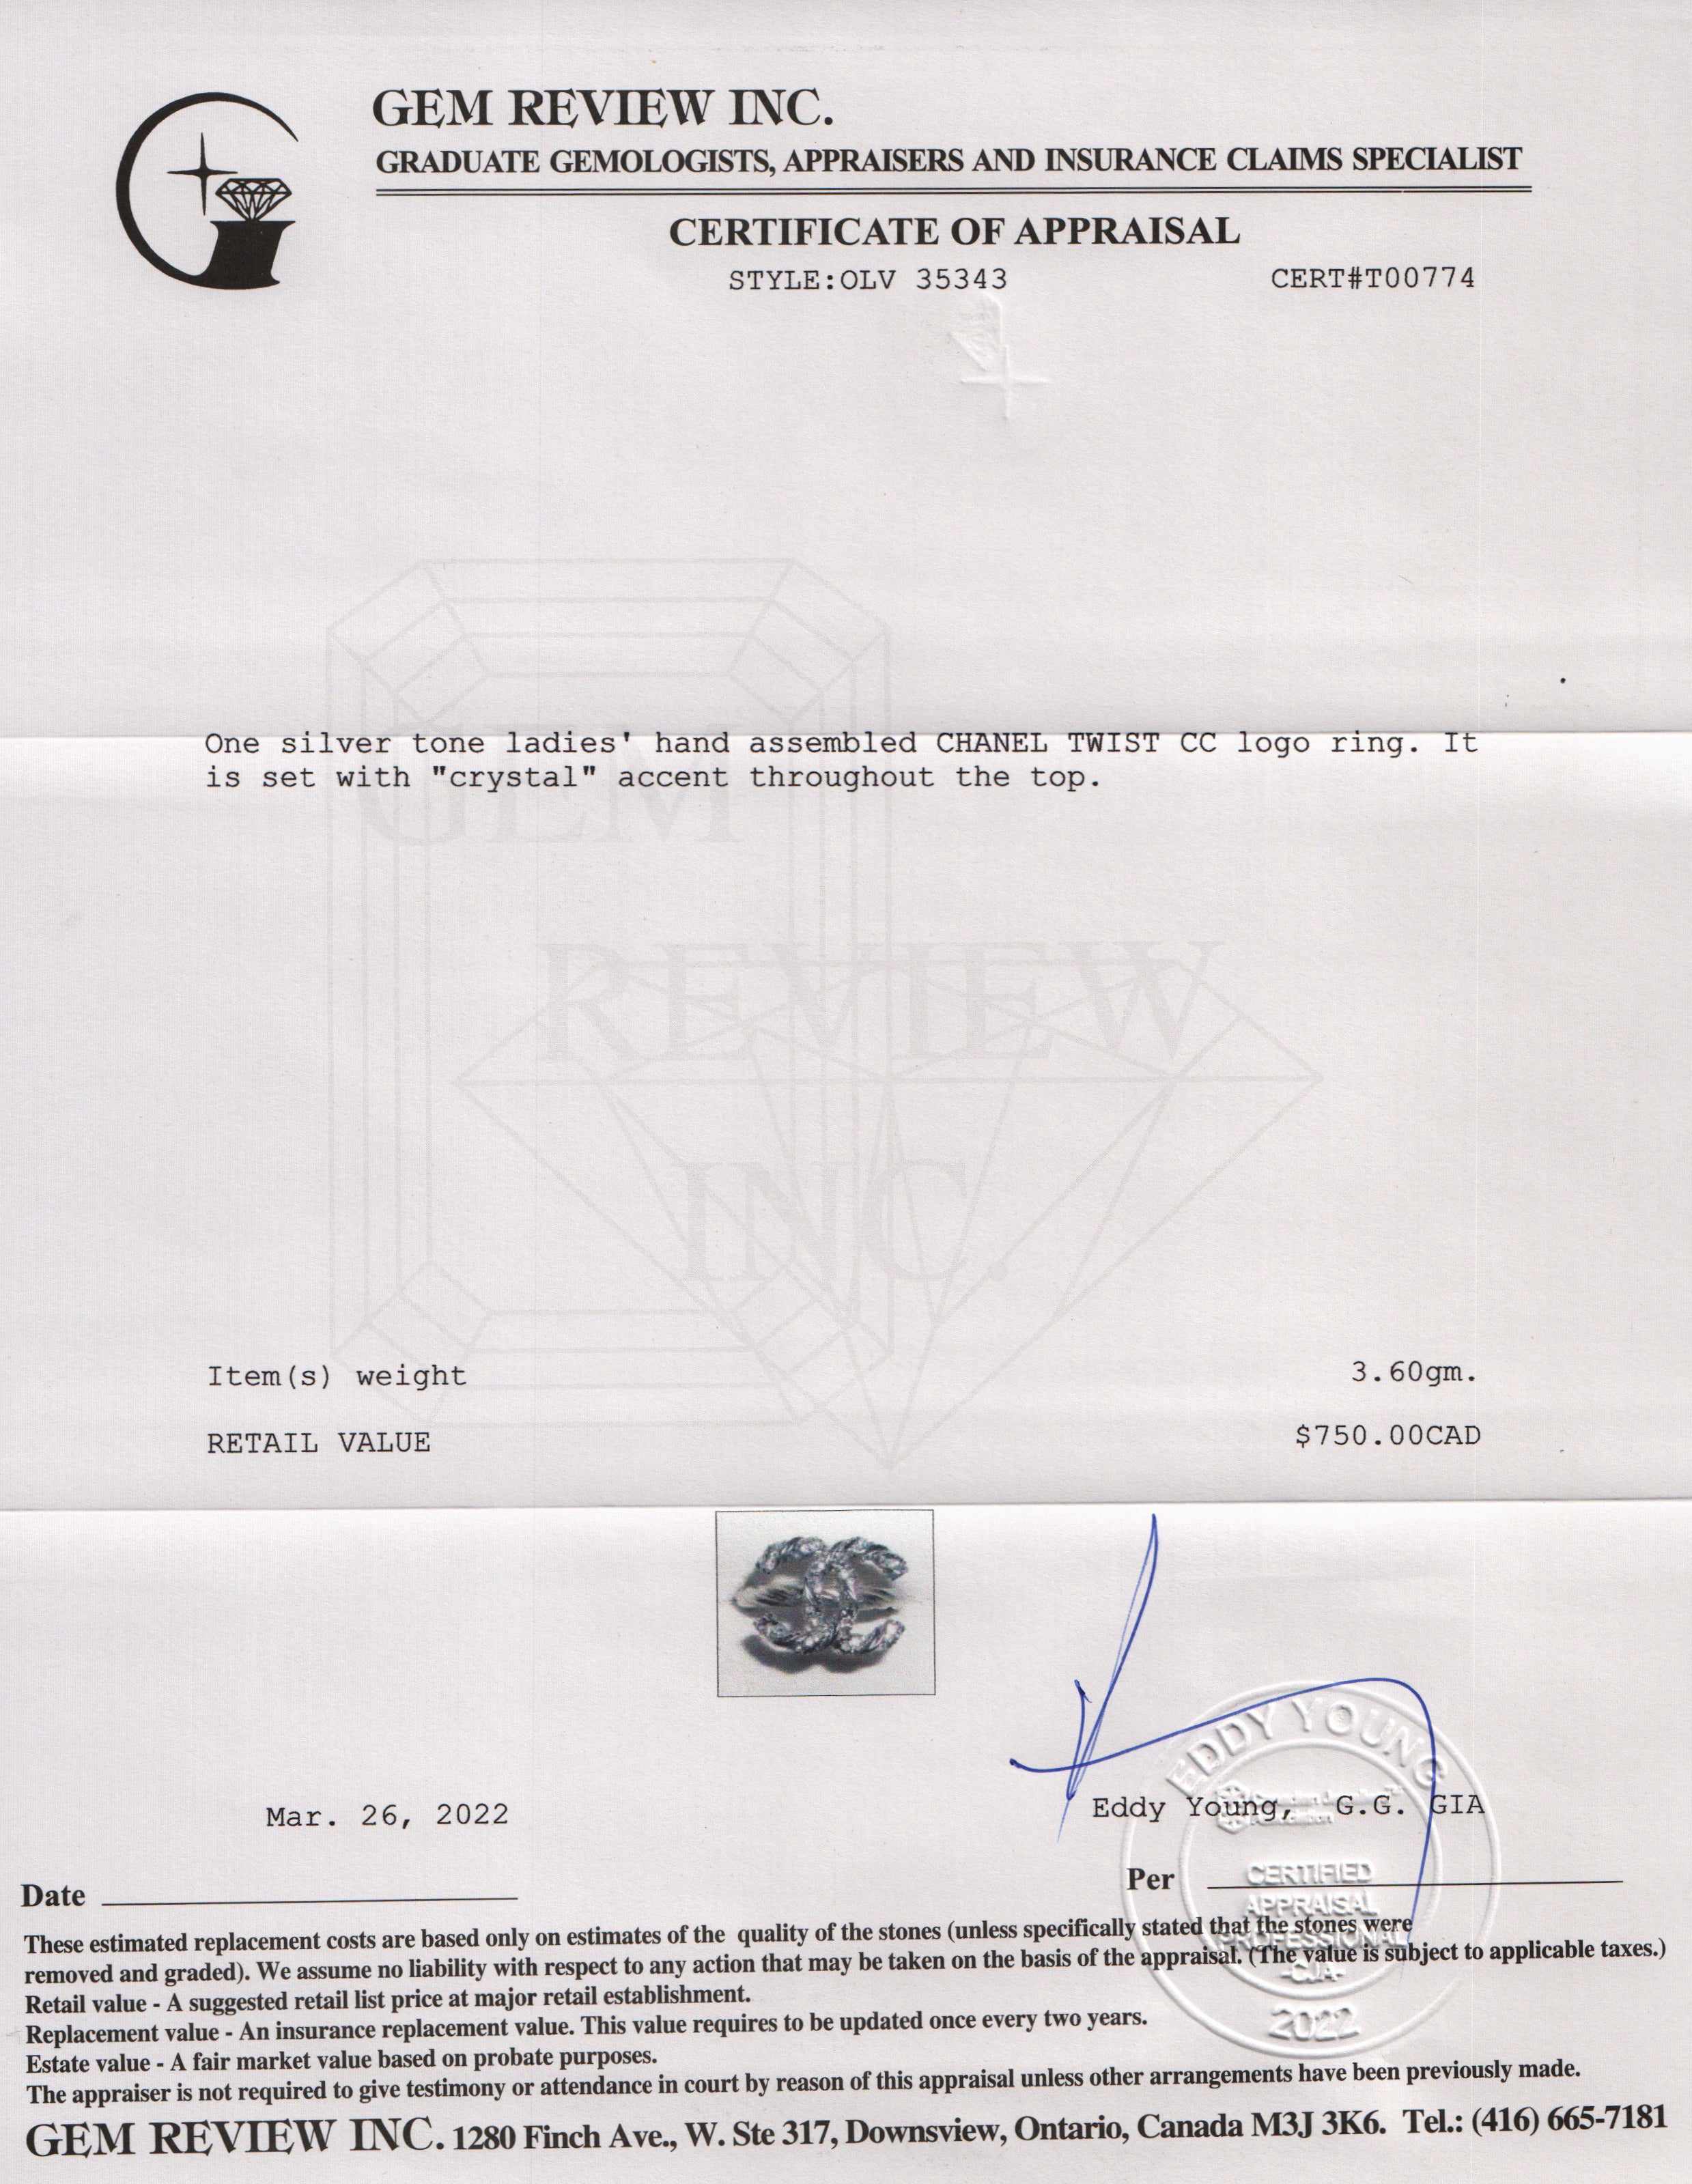 GEM REVIEW INC.
GRADUATE GEMOLOGISTS, APPRAISERS AND INSURANCE CLAIMS SPECIALIST
CERTIFICATE OF APPRAISAL
STYLE:OLV 35343 CERT#T00774
One silver tone ladies' hand assembled CHANEL TWIST CC logo ring. It
is set with "crystal" accent throughout the top.
GEM
REVIEW
INC.
Item(s) weight 3.60gm.
RETAIL VALUE $750.00CAD
EDDY YOUNG
Mar. 26, 2022 Eddy Young, G.G. GIA
Date Per
CERTIFIED
APPRAISAL
PROFESSIONAL
-CJA-
2022
These estimated replacement costs are based only on estimates of the quality of the stones (unless specifically stated that the stones were
removed and graded). We assume no liability with respect to any action that may be taken on the basis of the appraisal. (The value is subject to applicable taxes.)
Retail value - A suggested retail list price at major retail establishment.
Replacement value - An insurance replacement value. This value requires to be updated once every two years.
Estate value - A fair market value based on probate purposes.
The appraiser is not required to give testimony or attendance in court by reason of this appraisal unless other arrangements have been previously made.
GEM REVIEW INC. 1280 Finch Ave., W. Ste 317, Downsview, Ontario, Canada M3J 3K6. Tel.: (416) 665-7181